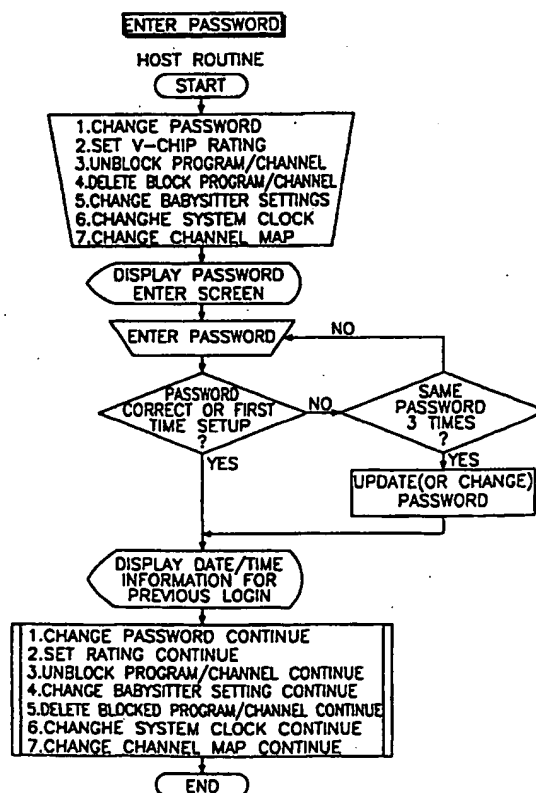 ENTER PASSWORD
HOST ROUTINE
START
1.CHANGE PASSWORD
2.SET V-CHIP RATING
3.UNBLOCK PROGRAM/CHANNEL
4.DELETE BLOCK PROGRAM/CHANNEL
5.CHANGE BABYSITTER SETTINGS
6.CHANGHE SYSTEM CLOCK
7.CHANGE CHANNEL MAP
DISPLAY PASSWORD
ENTER SCREEN
ENTER PASSWORD
NO
PASSWORD
CORRECT OR FIRST
TIME SETUP
?
NO
SAME
PASSWORD
3 TIMES
?
YES
YES
UPDATE(OR CHANGE)
PASSWORD
DISPLAY DATE/TIME
INFORMATION FOR
PREVIOUS LOGIN
1.CHANGE PASSWORD CONTINUE
2.SET RATING CONTINUE
3.UNBLOCK PROGRAM/CHANNEL CONTINUE
4.CHANGE BABYSITTER SETTING CONTINUE
5.DELETE BLOCKED PROGRAM/CHANNEL CONTINUE
6.CHANGHE SYSTEM CLOCK CONTINUE
7.CHANGE CHANNEL MAP CONTINUE
END